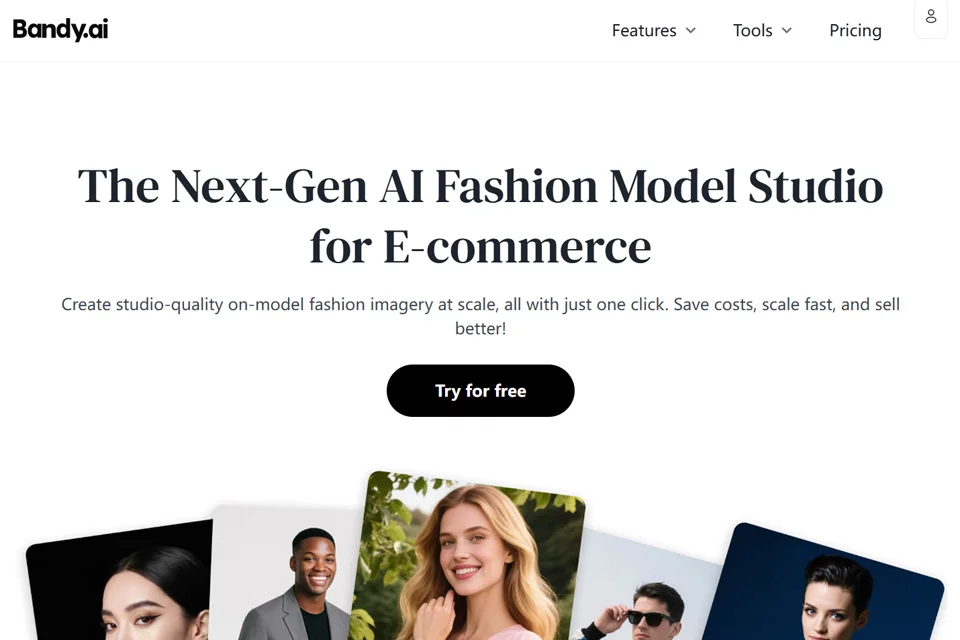 Bandy.ai
Features
Tools
Pricing
The Next-Gen AI Fashion Model Studio
for E-commerce
Create studio-quality on-model fashion imagery at scale, all with just one click. Save costs, scale fast, and sell
better!
Try for free